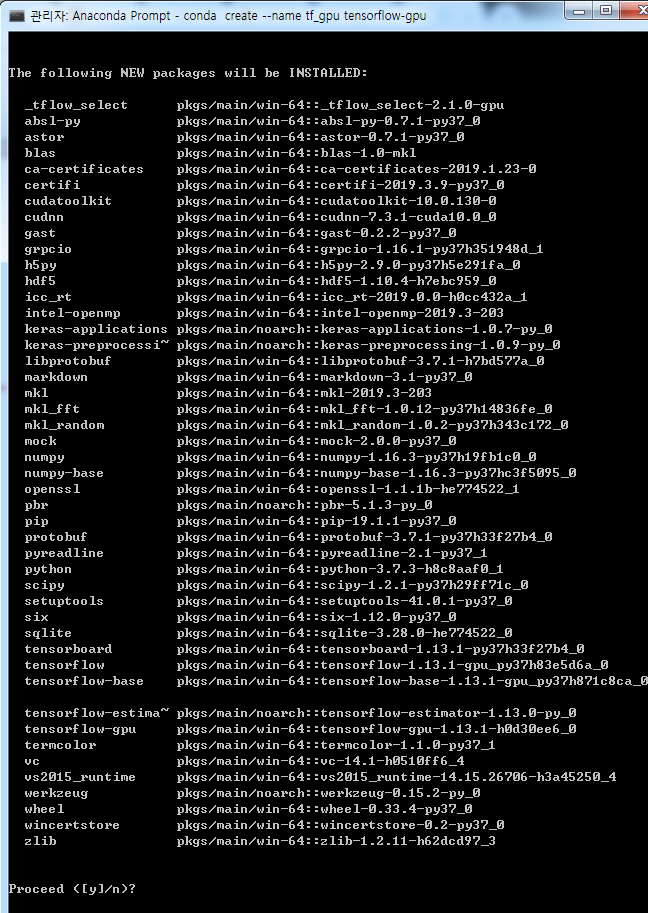 관리자: Anaconda Prompt - conda  create --name tf_gpu tensorflow-gpu
The following NEW packages will be INSTALLED:
_tflow_select      pkgs/main/win-64::_tflow_select-2.1.0-gpu
absl-py            pkgs/main/win-64::absl-py-0.7.1-py37_0
astor              pkgs/main/win-64::astor-0.7.1-py37_0
blas               pkgs/main/win-64::blas-1.0-mkl
ca-certificates    pkgs/main/win-64::ca-certificates-2019.1.23-0
certifi            pkgs/main/win-64::certifi-2019.3.9-py37_0
cudatoolkit        pkgs/main/win-64::cudatoolkit-10.0.130-0
cudnn              pkgs/main/win-64::cudnn-7.3.1-cuda10.0_0
gast               pkgs/main/win-64::gast-0.2.2-py37_0
grpcio             pkgs/main/win-64::grpcio-1.16.1-py37h351948d_1
h5py               pkgs/main/win-64::h5py-2.9.0-py37h5e291fa_0
hdf5               pkgs/main/win-64::hdf5-1.10.4-h7ebc959_0
icc_rt             pkgs/main/win-64::icc_rt-2019.0.0-h0cc432a_1
intel-openmp       pkgs/main/win-64::intel-openmp-2019.3-203
keras-applications pkgs/main/noarch::keras-applications-1.0.7-py_0
keras-preprocessi~ pkgs/main/noarch::keras-preprocessing-1.0.9-py_0
libprotobuf        pkgs/main/win-64::libprotobuf-3.7.1-h7bd577a_0
markdown           pkgs/main/win-64::markdown-3.1-py37_0
mkl                pkgs/main/win-64::mkl-2019.3-203
mkl_fft            pkgs/main/win-64::mkl_fft-1.0.12-py37h14836fe_0
mkl_random         pkgs/main/win-64::mkl_random-1.0.2-py37h343c172_0
mock               pkgs/main/win-64::mock-2.0.0-py37_0
numpy              pkgs/main/win-64::numpy-1.16.3-py37h19fb1c0_0
numpy-base         pkgs/main/win-64::numpy-base-1.16.3-py37hc3f5095_0
openssl            pkgs/main/win-64::openssl-1.1.1b-he774522_1
pbr                pkgs/main/noarch::pbr-5.1.3-py_0
pip                pkgs/main/win-64::pip-19.1.1-py37_0
protobuf           pkgs/main/win-64::protobuf-3.7.1-py37h33f27b4_0
pyreadline         pkgs/main/win-64::pyreadline-2.1-py37_1
python             pkgs/main/win-64::python-3.7.3-h8c8aaf0_1
scipy              pkgs/main/win-64::scipy-1.2.1-py37h29ff71c_0
setuptools         pkgs/main/win-64::setuptools-41.0.1-py37_0
six                pkgs/main/win-64::six-1.12.0-py37_0
sqlite             pkgs/main/win-64::sqlite-3.28.0-he774522_0
tensorboard        pkgs/main/win-64::tensorboard-1.13.1-py37h33f27b4_0
tensorflow         pkgs/main/win-64::tensorflow-1.13.1-gpu_py37h83e5d6a_0
tensorflow-base    pkgs/main/win-64::tensorflow-base-1.13.1-gpu_py37h871c8ca_0
tensorflow-estima~ pkgs/main/noarch::tensorflow-estimator-1.13.0-py_0
tensorflow-gpu     pkgs/main/win-64::tensorflow-gpu-1.13.1-h0d30ee6_0
termcolor          pkgs/main/win-64::termcolor-1.1.0-py37_1
vc                 pkgs/main/win-64::vc-14.1-h0510ff6_4
vs2015_runtime     pkgs/main/win-64::vs2015_runtime-14.15.26706-h3a45250_4
werkzeug           pkgs/main/noarch::werkzeug-0.15.2-py_0
wheel              pkgs/main/win-64::wheel-0.33.4-py37_0
wincertstore       pkgs/main/win-64::wincertstore-0.2-py37_0
zlib               pkgs/main/win-64::zlib-1.2.11-h62dcd97_3
Proceed ([y]/n)?